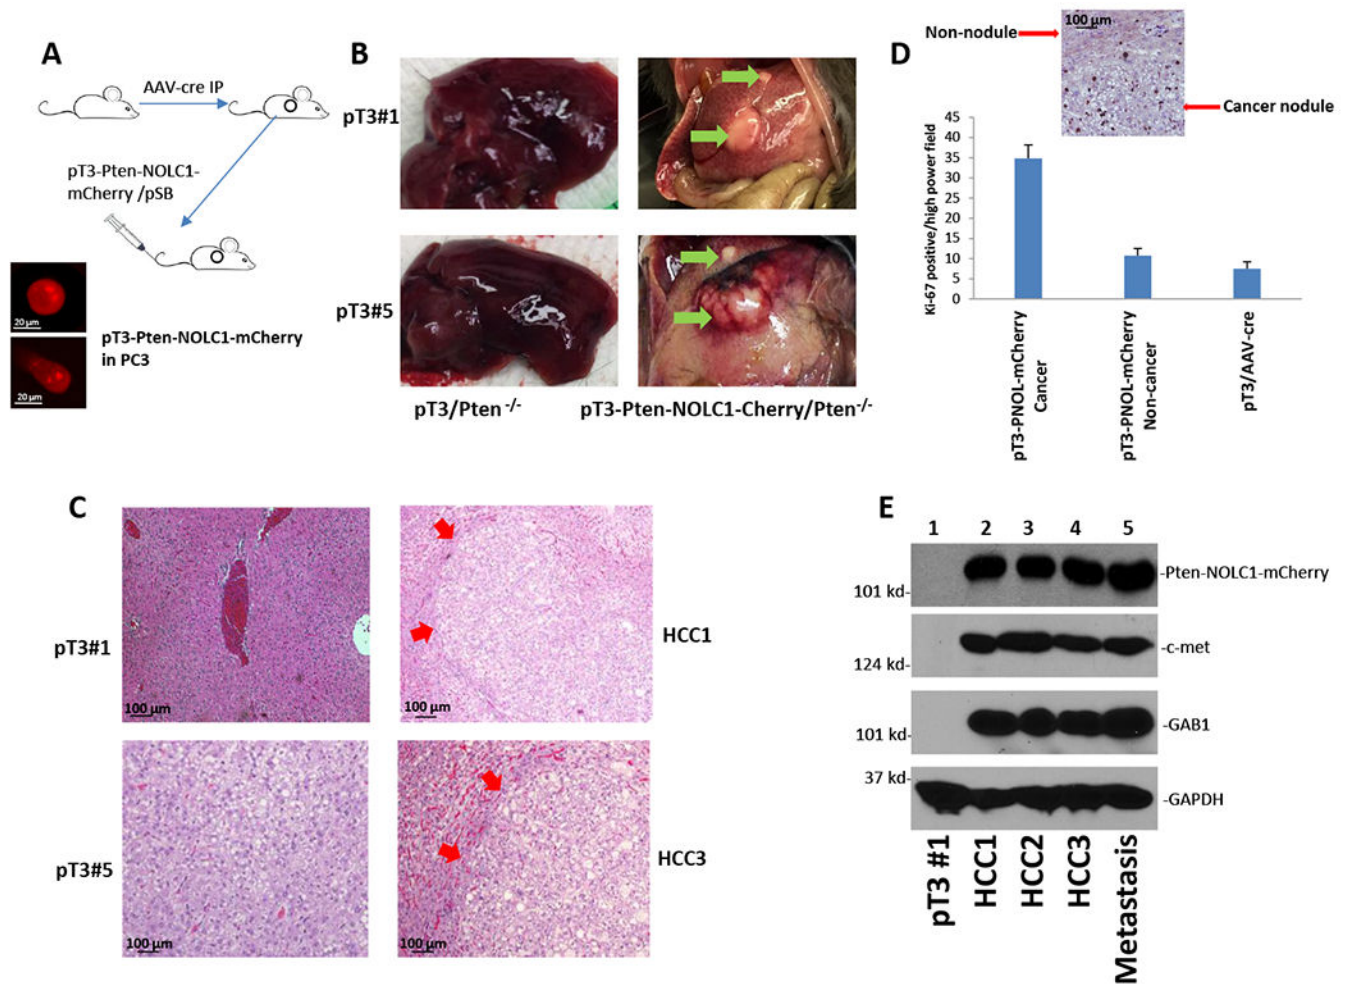 A
AAV-cre IP
pT3-Pten-NOLC1-
mCherry /pSB
20 μm
20 μm
pT3-Pten-NOLC1-mCherry
in PC3
B
pT3#1
pT3#5
pT3/Pten -/-
pT3-Pten-NOLC1-Cherry/Pten-/-
D
100 μm
Non-nodule
Cancer nodule
Ki-67 positive/high power field
45
40
35
30
25
20
15
10
5
0
pT3-PNOL-mCherry
Cancer
pT3-PNOL-mCherry
Non-cancer
pT3/AAV-cre
C
pT3#1
100 μm
100 μm
HCC1
pT3#5
100 μm
100 μm
HCC3
E
1 2 3 4 5
101 kd-
-Pten-NOLC1-mCherry
124 kd-
-c-met
101 kd-
-GAB1
37 kd-
-GAPDH
pT3 #1
HCC1
HCC2
HCC3
Metastasis